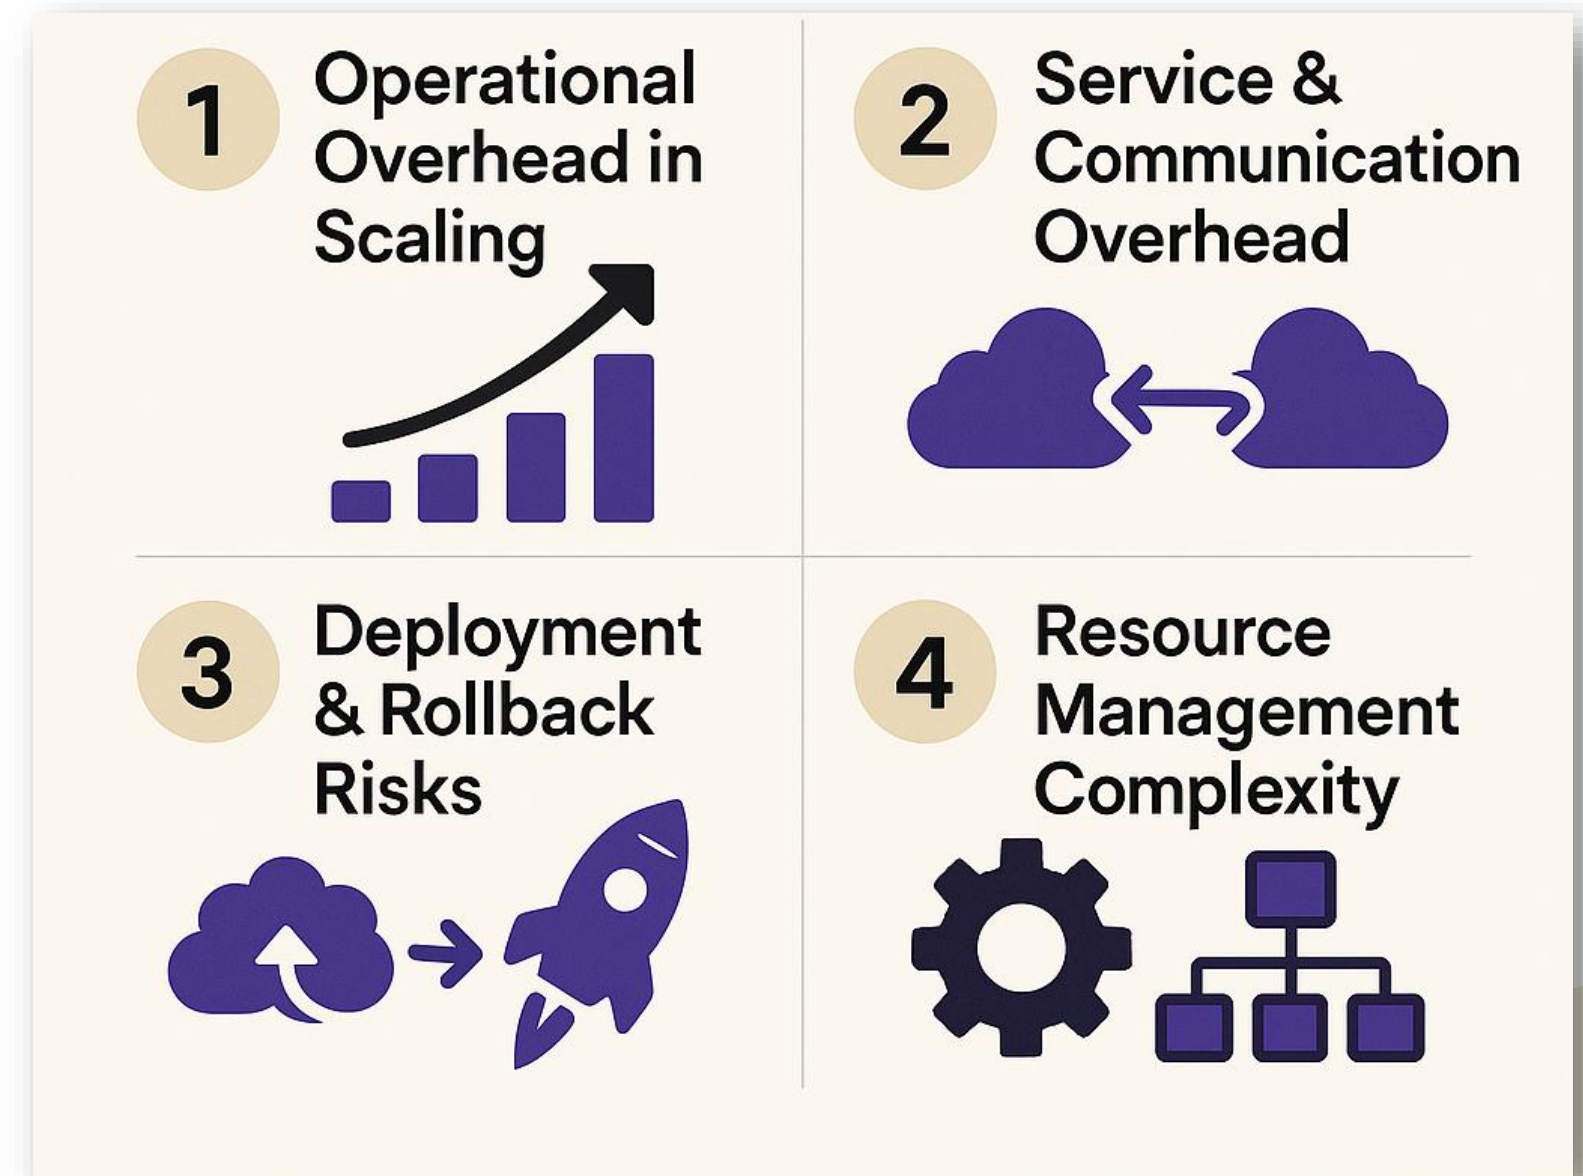 1
Operational
Overhead in
Scaling
2
Service &
Communication
Overhead
3
Deployment
& Rollback
Risks
4
Resource
Management
Complexity